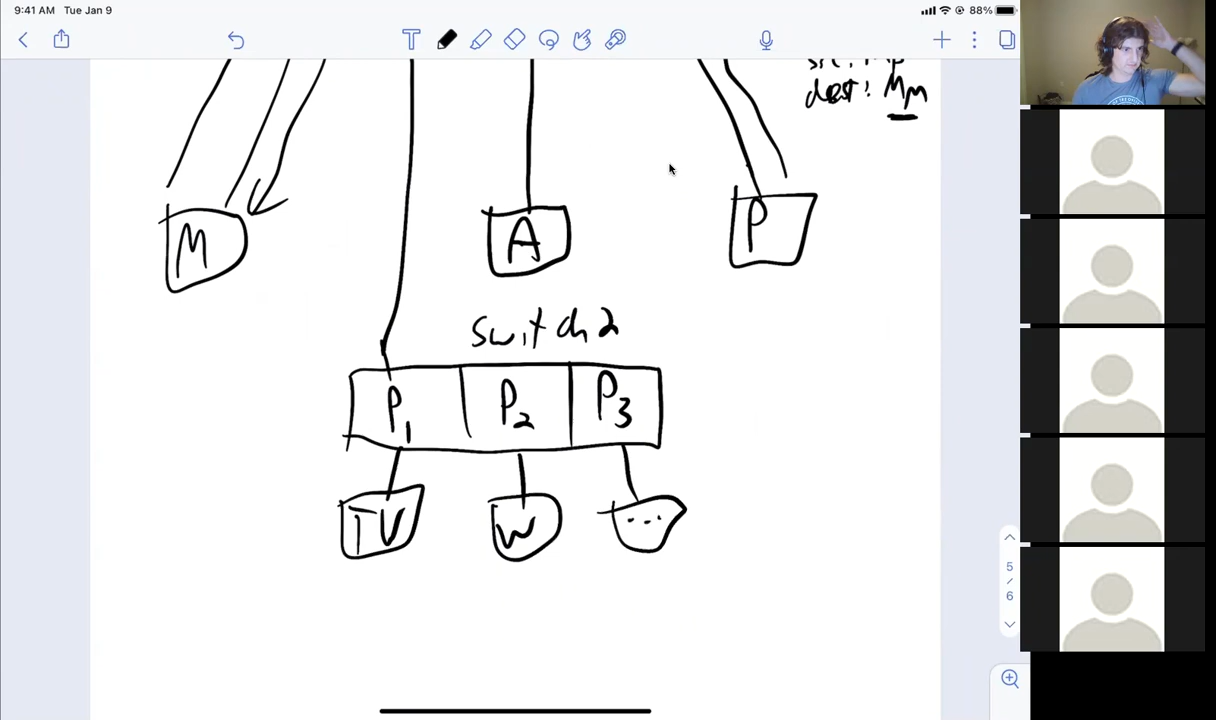 9:41 AM Tue Jan 9
88%
T
dest: MM
M
A
P
Switch 2
P1 P2 P3
TV W ...
5
/
6